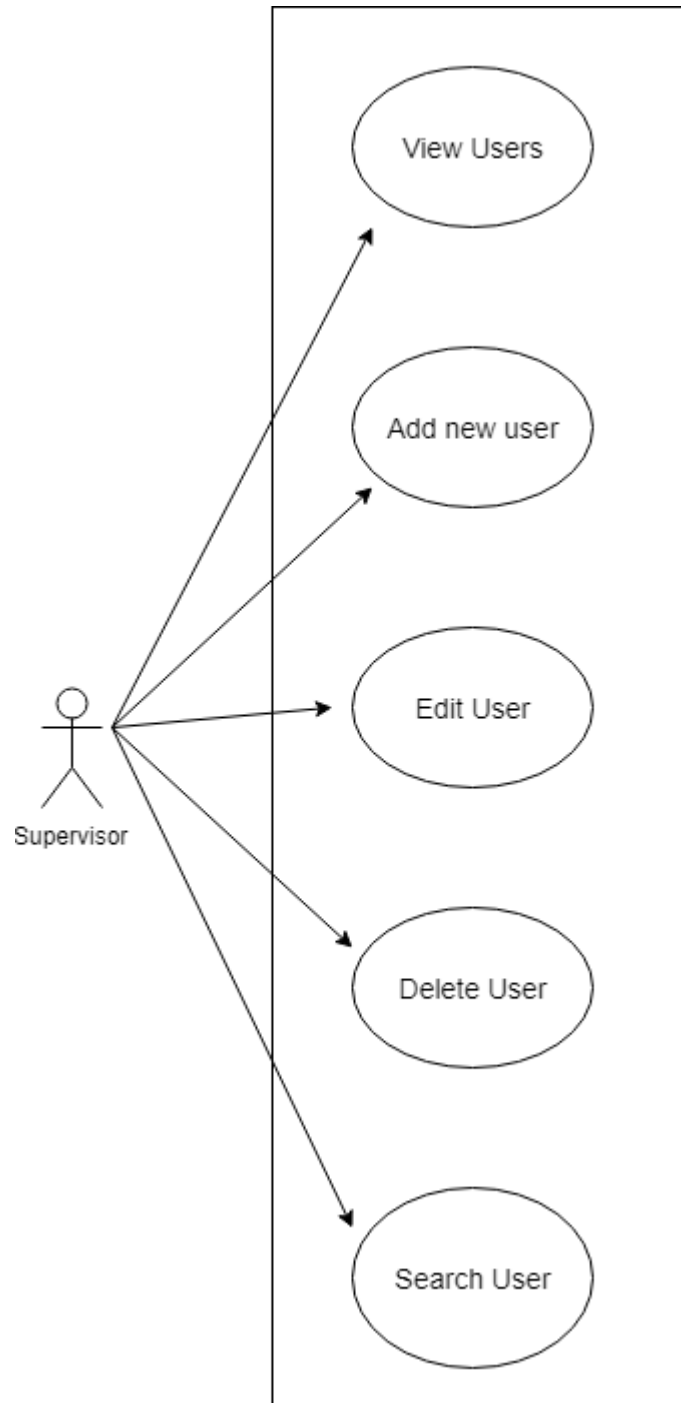 View Users
Add new user
Edit User
Supervisor
Delete User
Search User